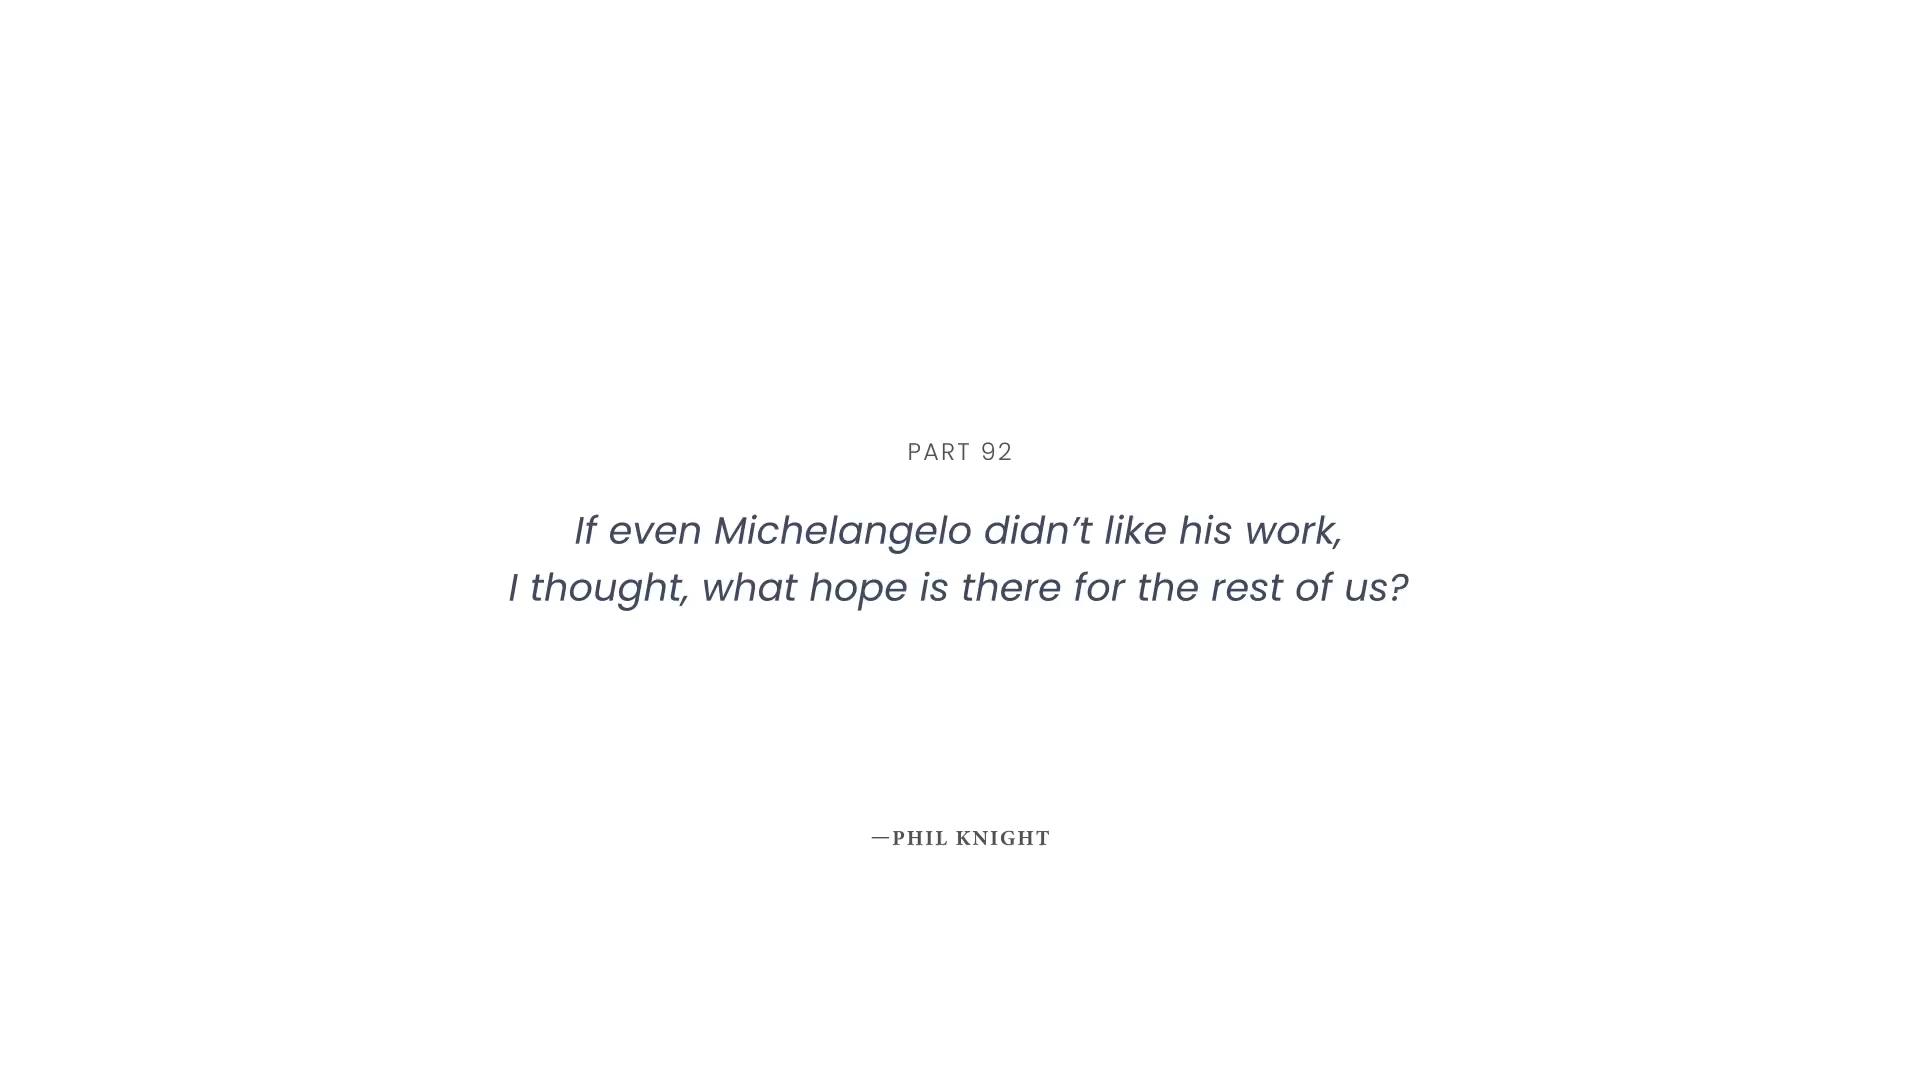 PART 92
If even Michelangelo didn’t like his work,
I thought, what hope is there for the rest of us?
—PHIL KNIGHT